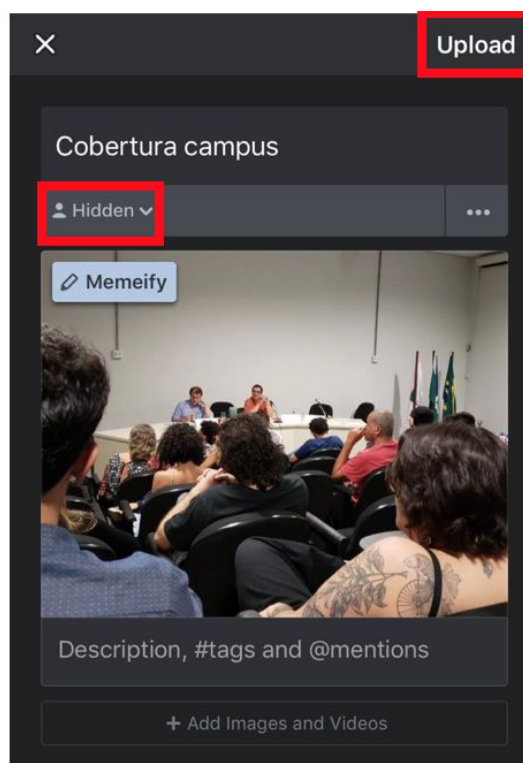 Upload
Cobertura campus
Hidden
Memeify
Description, #tags and @mentions
+ Add Images and Videos